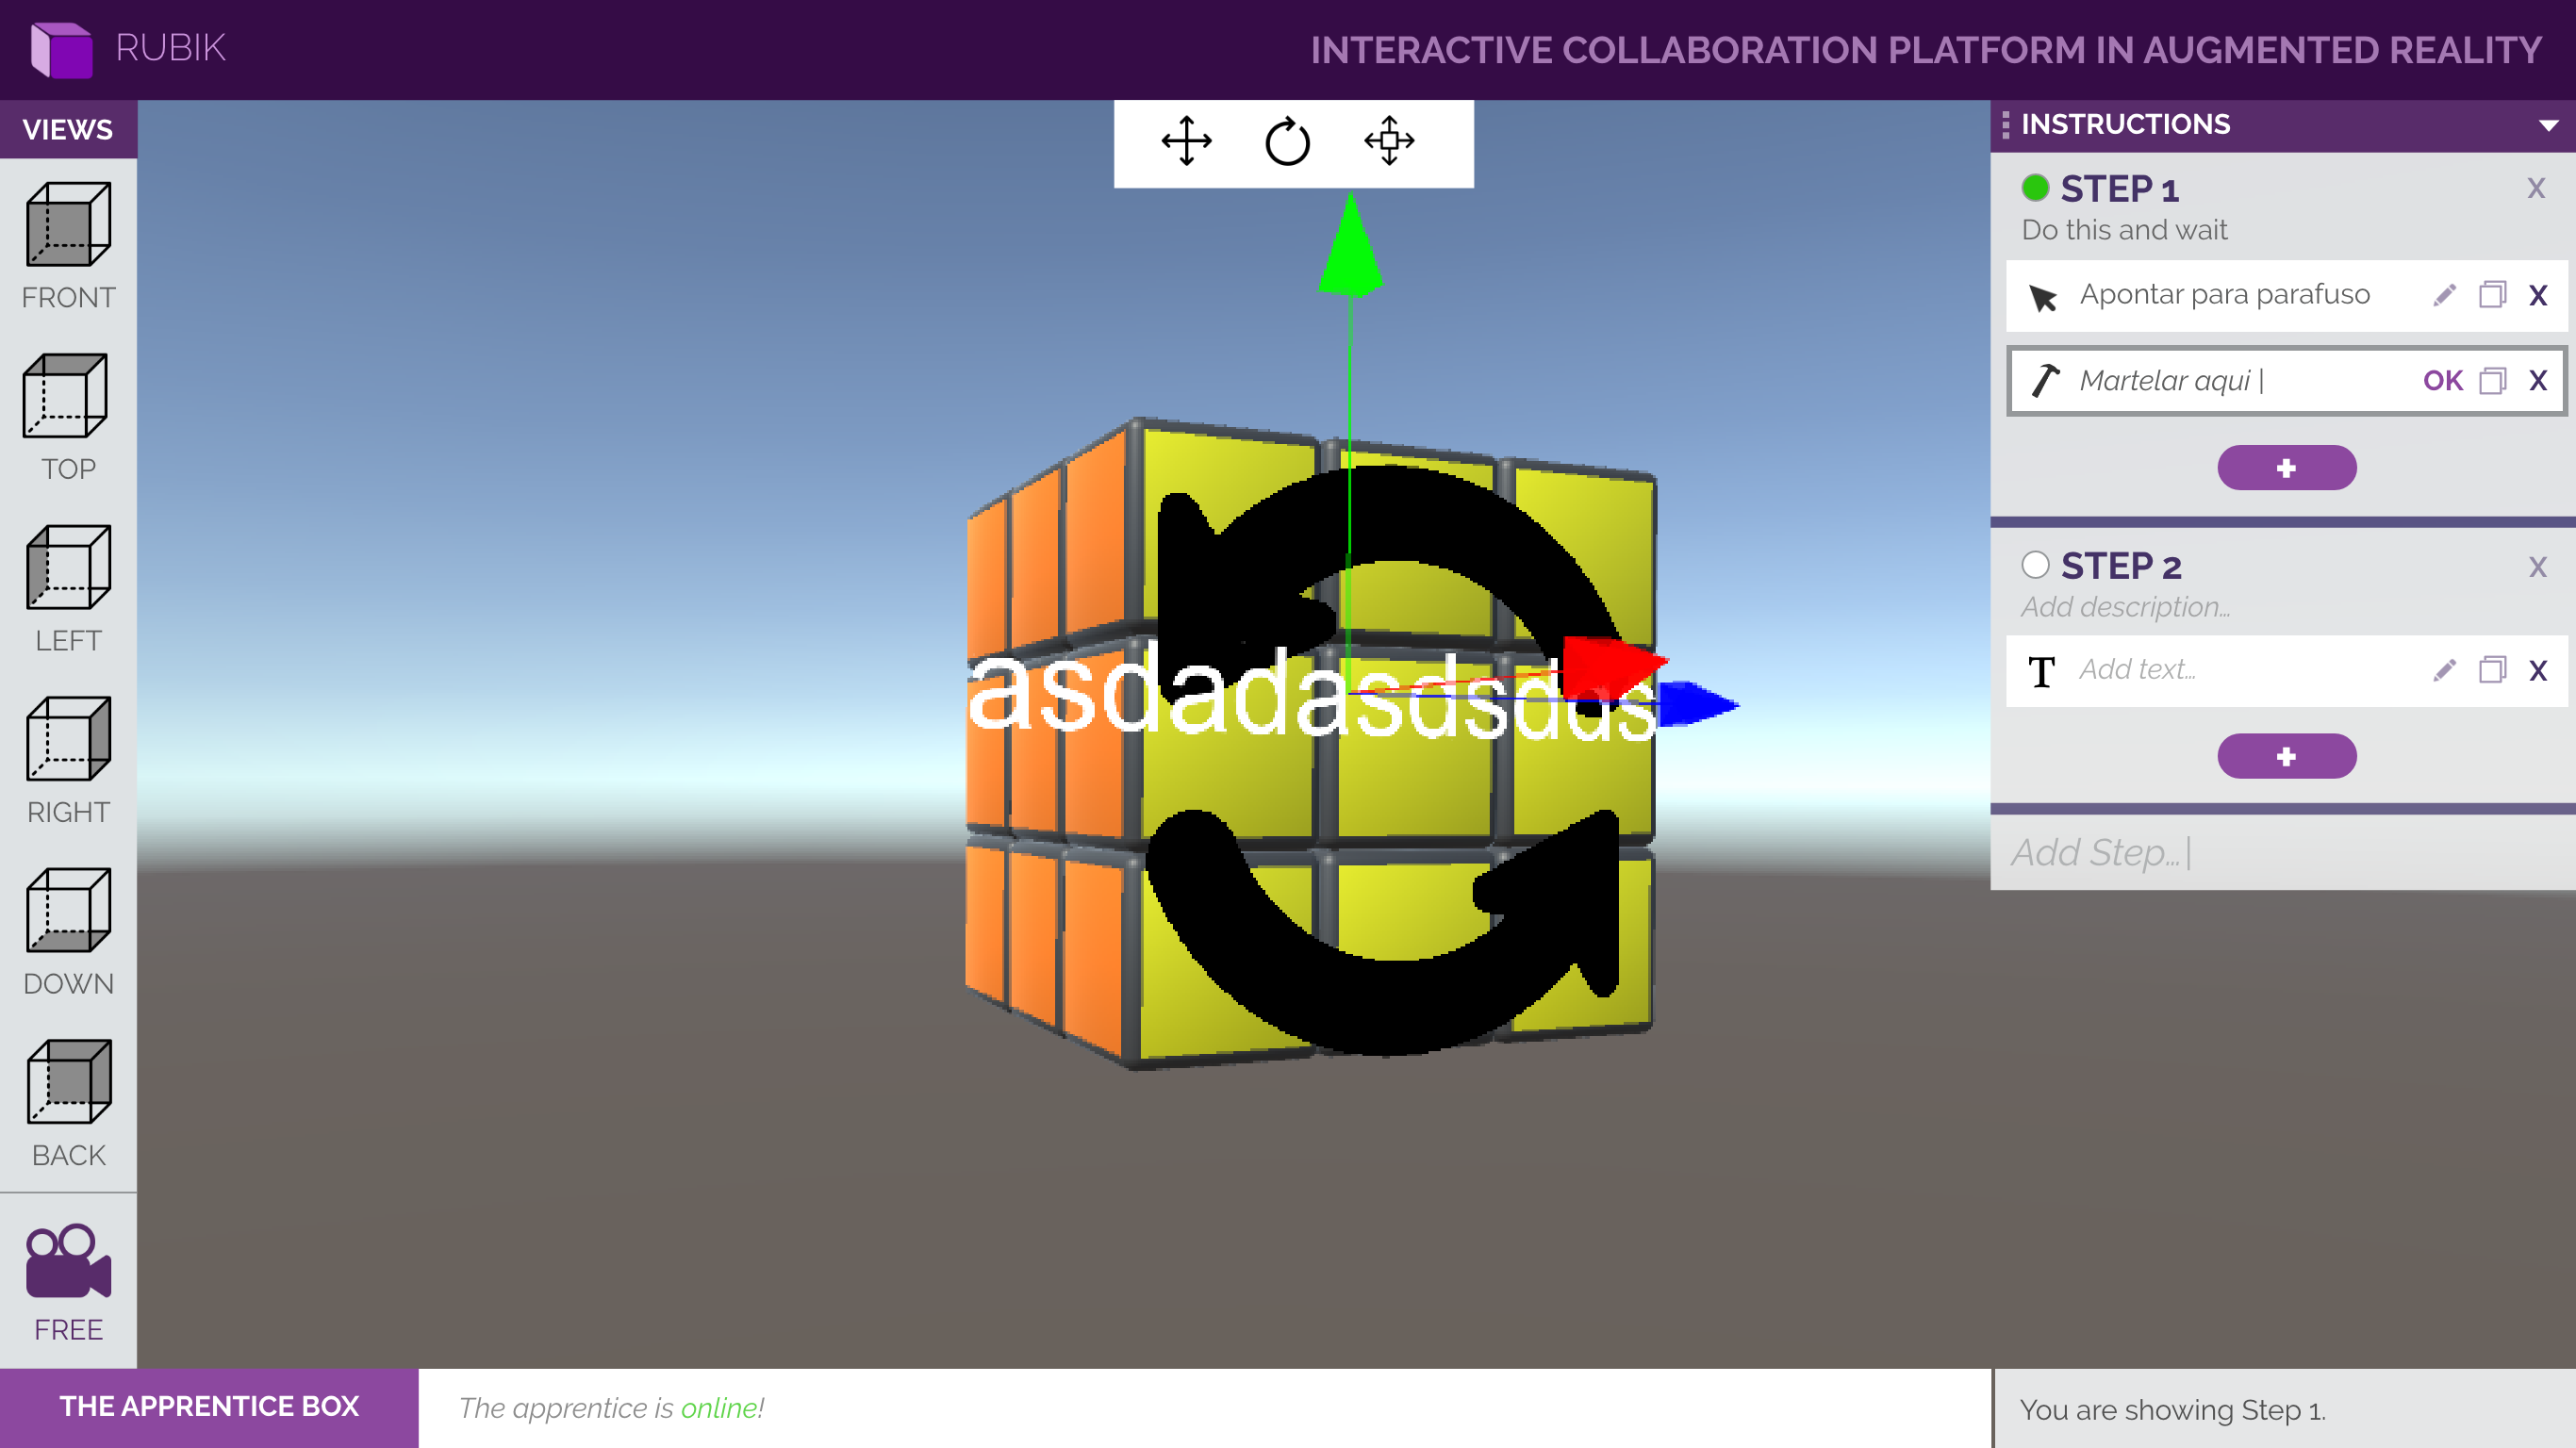 RUBIK
INTERACTIVE COLLABORATION PLATFORM IN AUGMENTED REALITY
VIEWS
FRONT
TOP
LEFT
RIGHT
DOWN
BACK
FREE
asdadasdsdds
INSTRUCTIONS
STEP 1
X
Do this and wait
Apontar para parafuso
X
Martelar aqui |
OK
X
+
STEP 2
X
Add description...
T
Add text...
X
+
Add Step...|
THE APPRENTICE BOX
The apprentice is online!
You are showing Step 1.